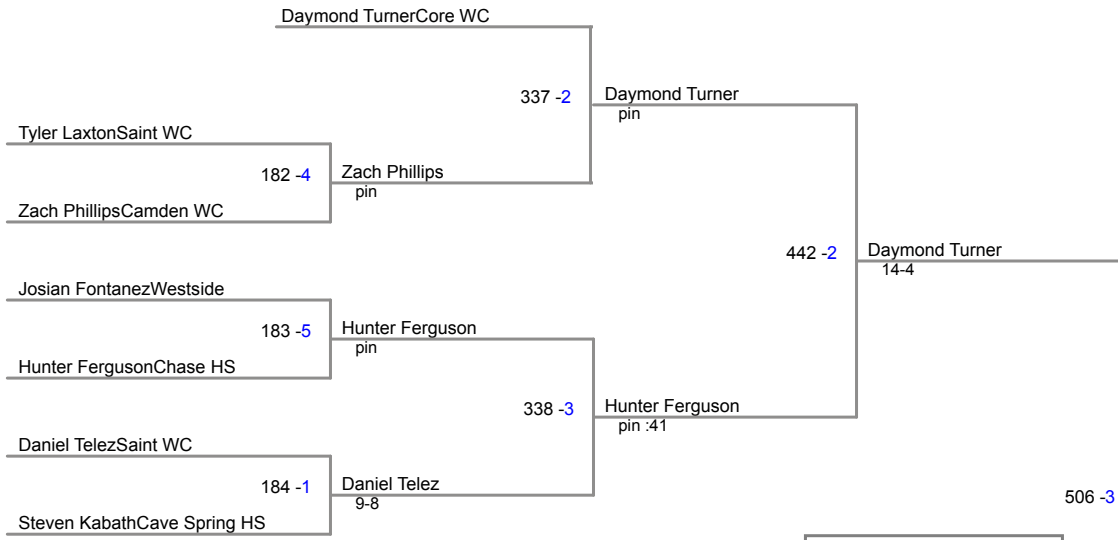 Daymond TurnerCore WC
337 -2
Daymond Turner
pin
Tyler LaxtonSaint WC
182 -4
Zach Phillips
pin
Zach PhillipsCamden WC
442 -2
Daymond Turner
14-4
Josian FontanezWestside
183 -5
Hunter Ferguson
pin
Hunter FergusonChase HS
338 -3
Hunter Ferguson
pin :41
Daniel TelezSaint WC
184 -1
Daniel Telez
9-8
506 -3
Steven KabathCave Spring HS